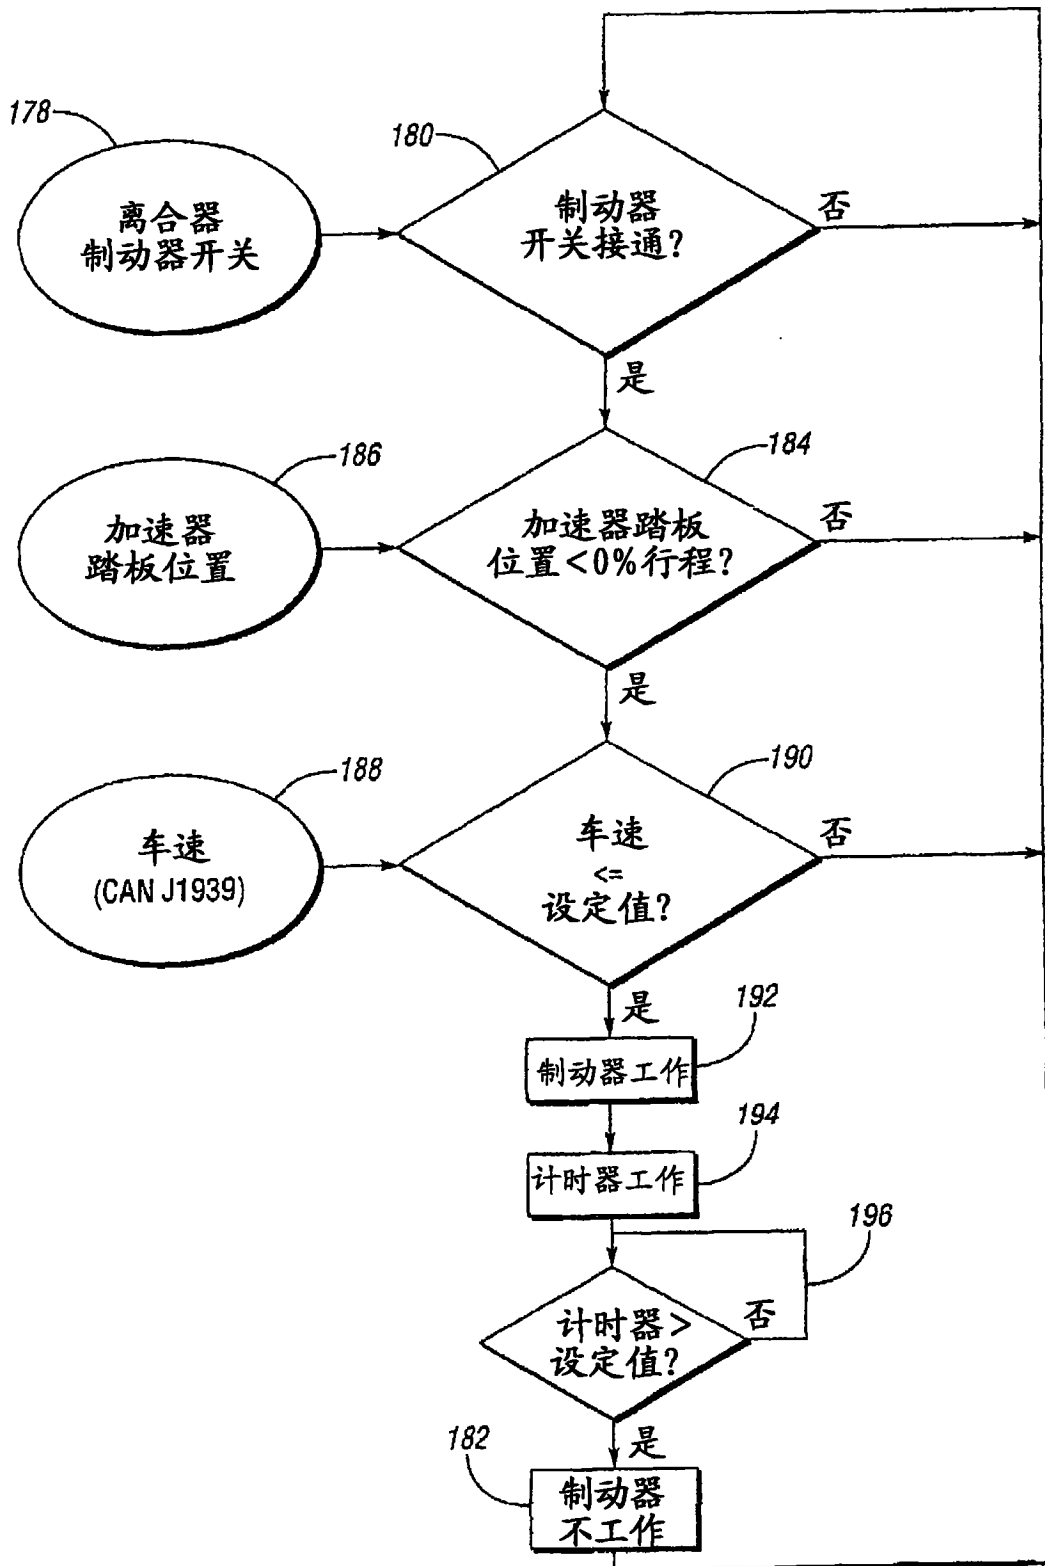 178
离合器
制动器开关
180
制动器
开关接通?
否
是
186
加速器
踏板位置
184
加速器踏板
位置<0%行程?
否
是
188
车速
(CAN J1939)
190
车速
<=
设定值?
否
是
192
制动器工作
194
计时器工作
196
计时器>
设定值?
否
是
182
制动器
不工作